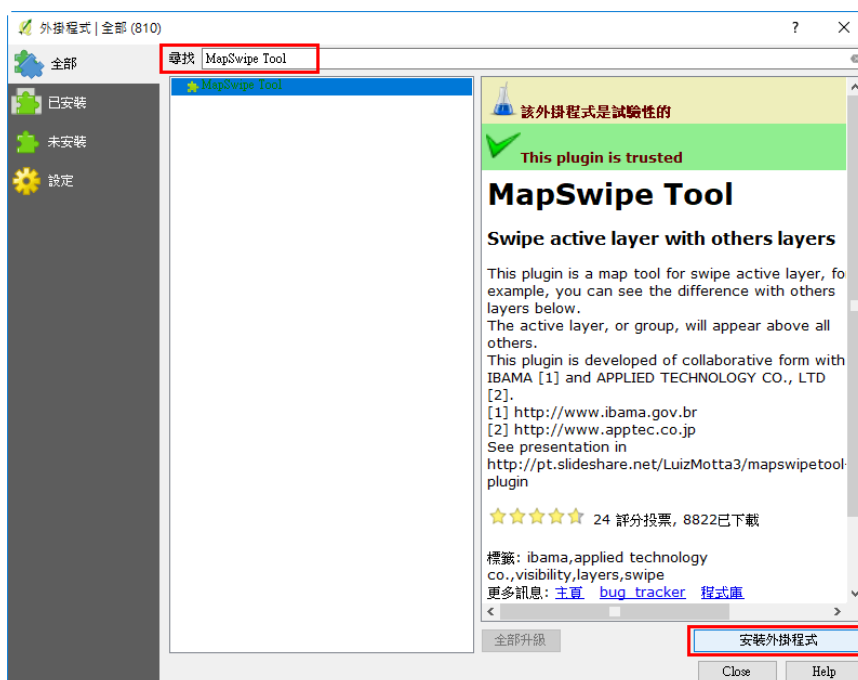 外掛程式 | 全部 (810)
?
全部
已安裝
未安裝
設定
尋找 MapSwipe Tool
MapSwipe Tool
該外掛程式是試驗性的
This plugin is trusted
MapSwipe Tool
Swipe active layer with others layers
This plugin is a map tool for swipe active layer, fo
example, you can see the difference with others
layers below.
The active layer, or group, will appear above all
others.
This plugin is developed of collaborative form with
IBAMA [1] and APPLIED TECHNOLOGY CO., LTD
[2].
[1] http://www.ibama.gov.br
[2] http://www.apptec.co.jp
See presentation in
http://pt.slideshare.net/LuizMotta3/mapswipetool-
plugin
24 評分投票, 8822已下載
標籤: ibama,applied technology
co.,visibility,layers,swipe
更多訊息: 主頁 bug tracker 程式庫
全部升級
安裝外掛程式
Close
Help